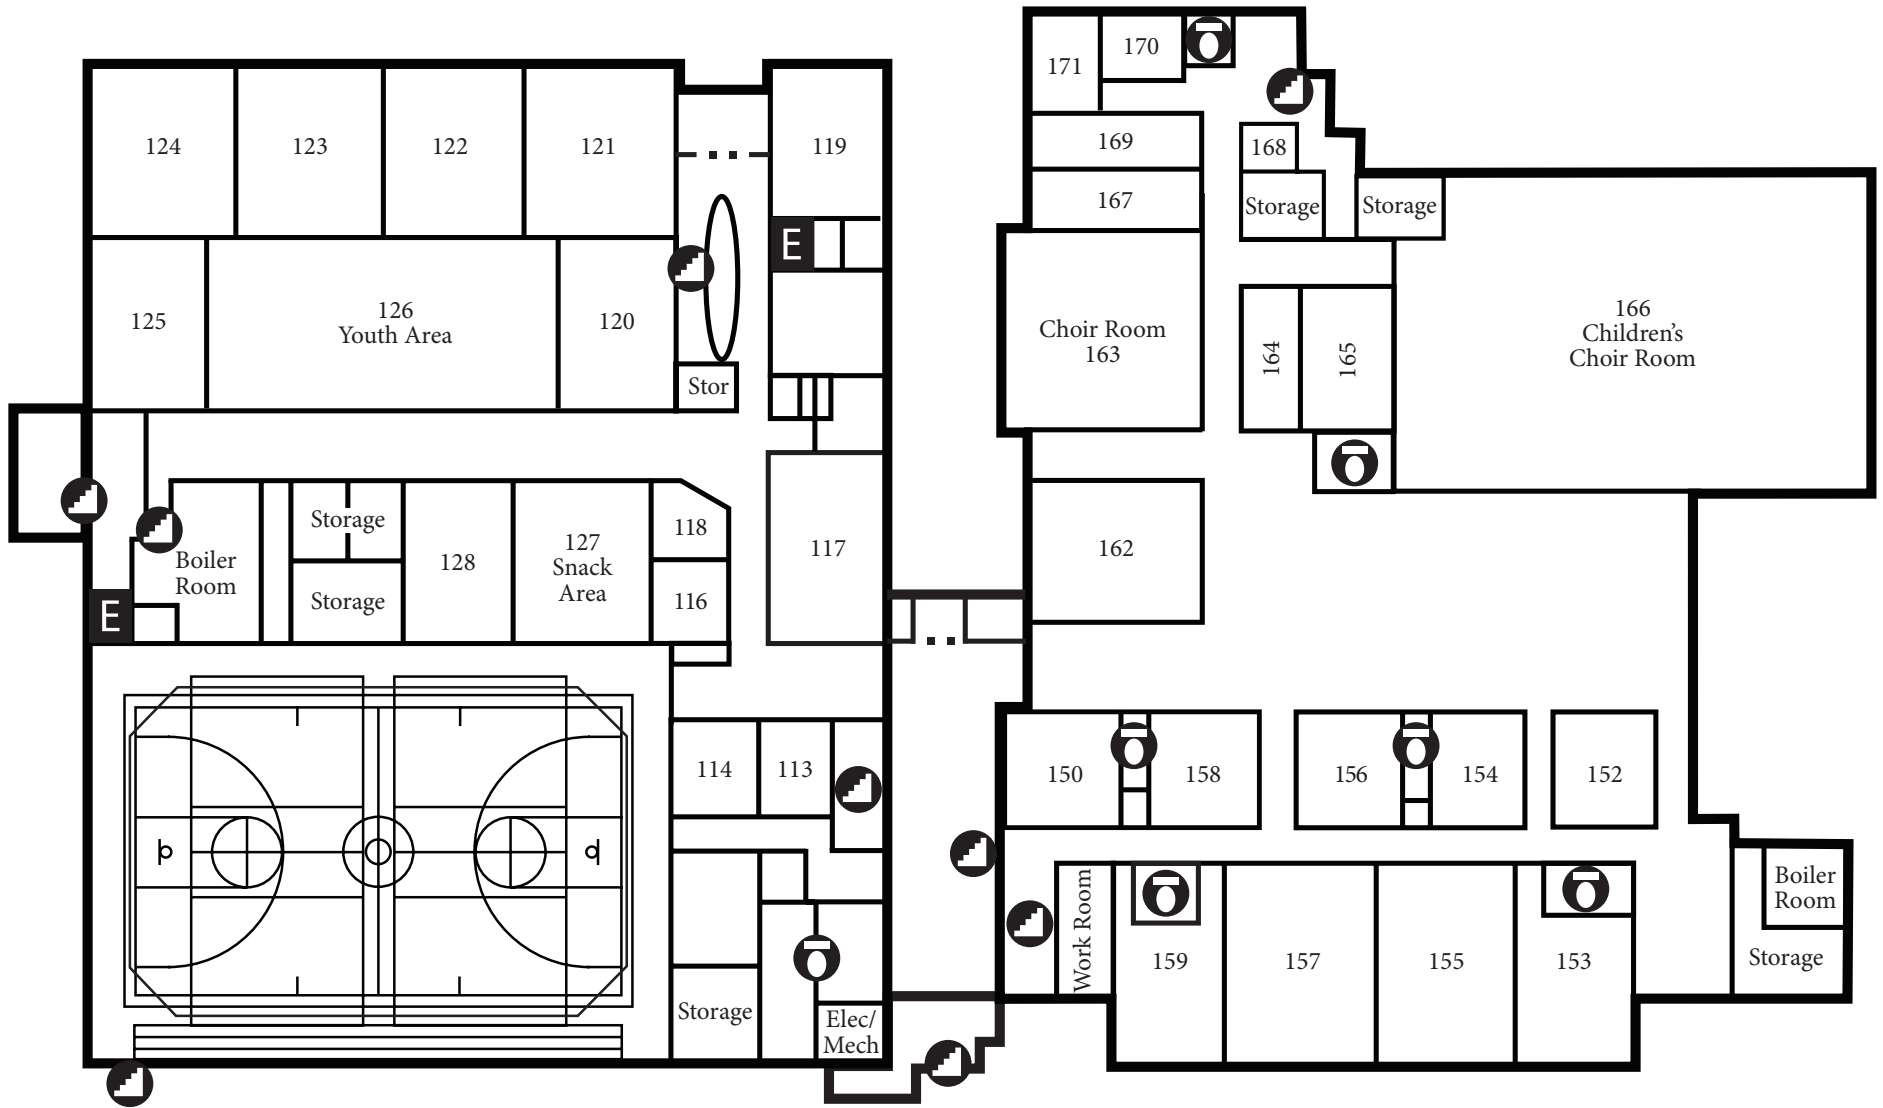 171
170
169
168
167
Storage
Storage
124
123
122
121
119
E
125
126
Youth Area
120
Stor
Choir Room
163
164
165
166
Children's
Choir Room
Storage
Boiler
Room
Storage
128
127
Snack
Area
118
116
117
E
162
114
113
150
158
156
154
152
Storage
Elec/
Mech
Work Room
159
157
155
153
Boiler
Room
Storage